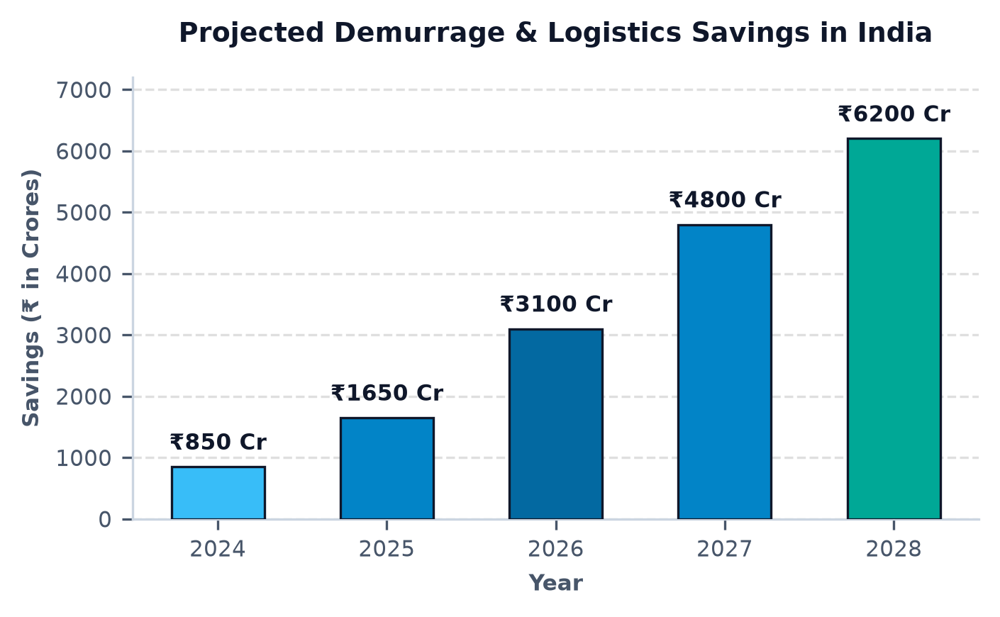 Projected Demurrage & Logistics Savings in India
Savings (₹ in Crores)
7000
6000
5000
4000
3000
2000
1000
0
₹850 Cr
₹1650 Cr
₹3100 Cr
₹4800 Cr
₹6200 Cr
2024 2025 2026 2027 2028
Year